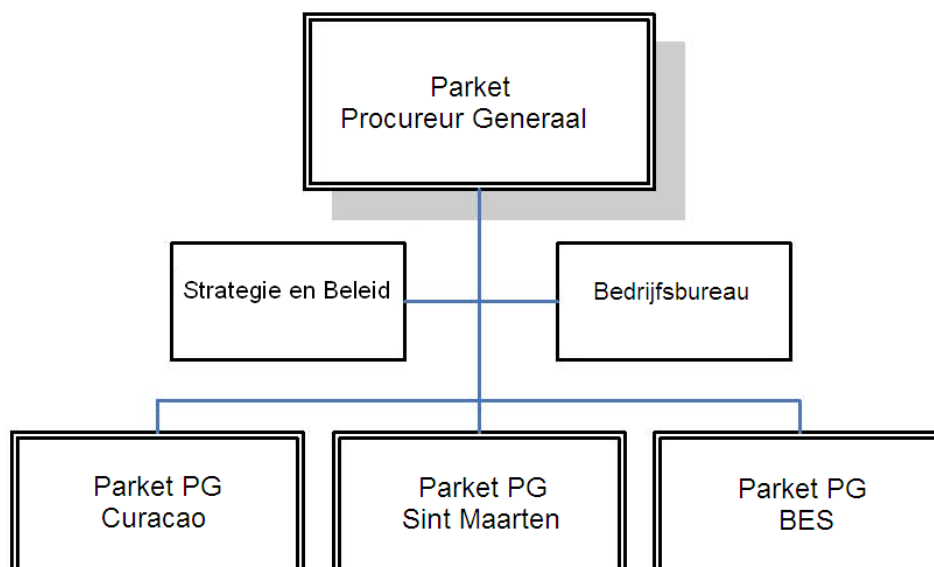 Parket
Procureur Generaal
Strategie en Beleid
Bedrijfsbureau
Parket PG
Curacao
Parket PG
Sint Maarten
Parket PG
BES